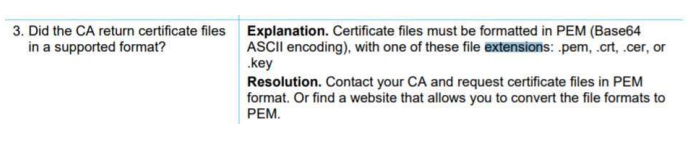 3. Did the CA return certificate files
in a supported format?
Explanation. Certificate files must be formatted in PEM (Base64
ASCII encoding), with one of these file extensions: .pem, .crt, .cer, or
.key
Resolution. Contact your CA and request certificate files in PEM
format. Or find a website that allows you to convert the file formats to
PEM.